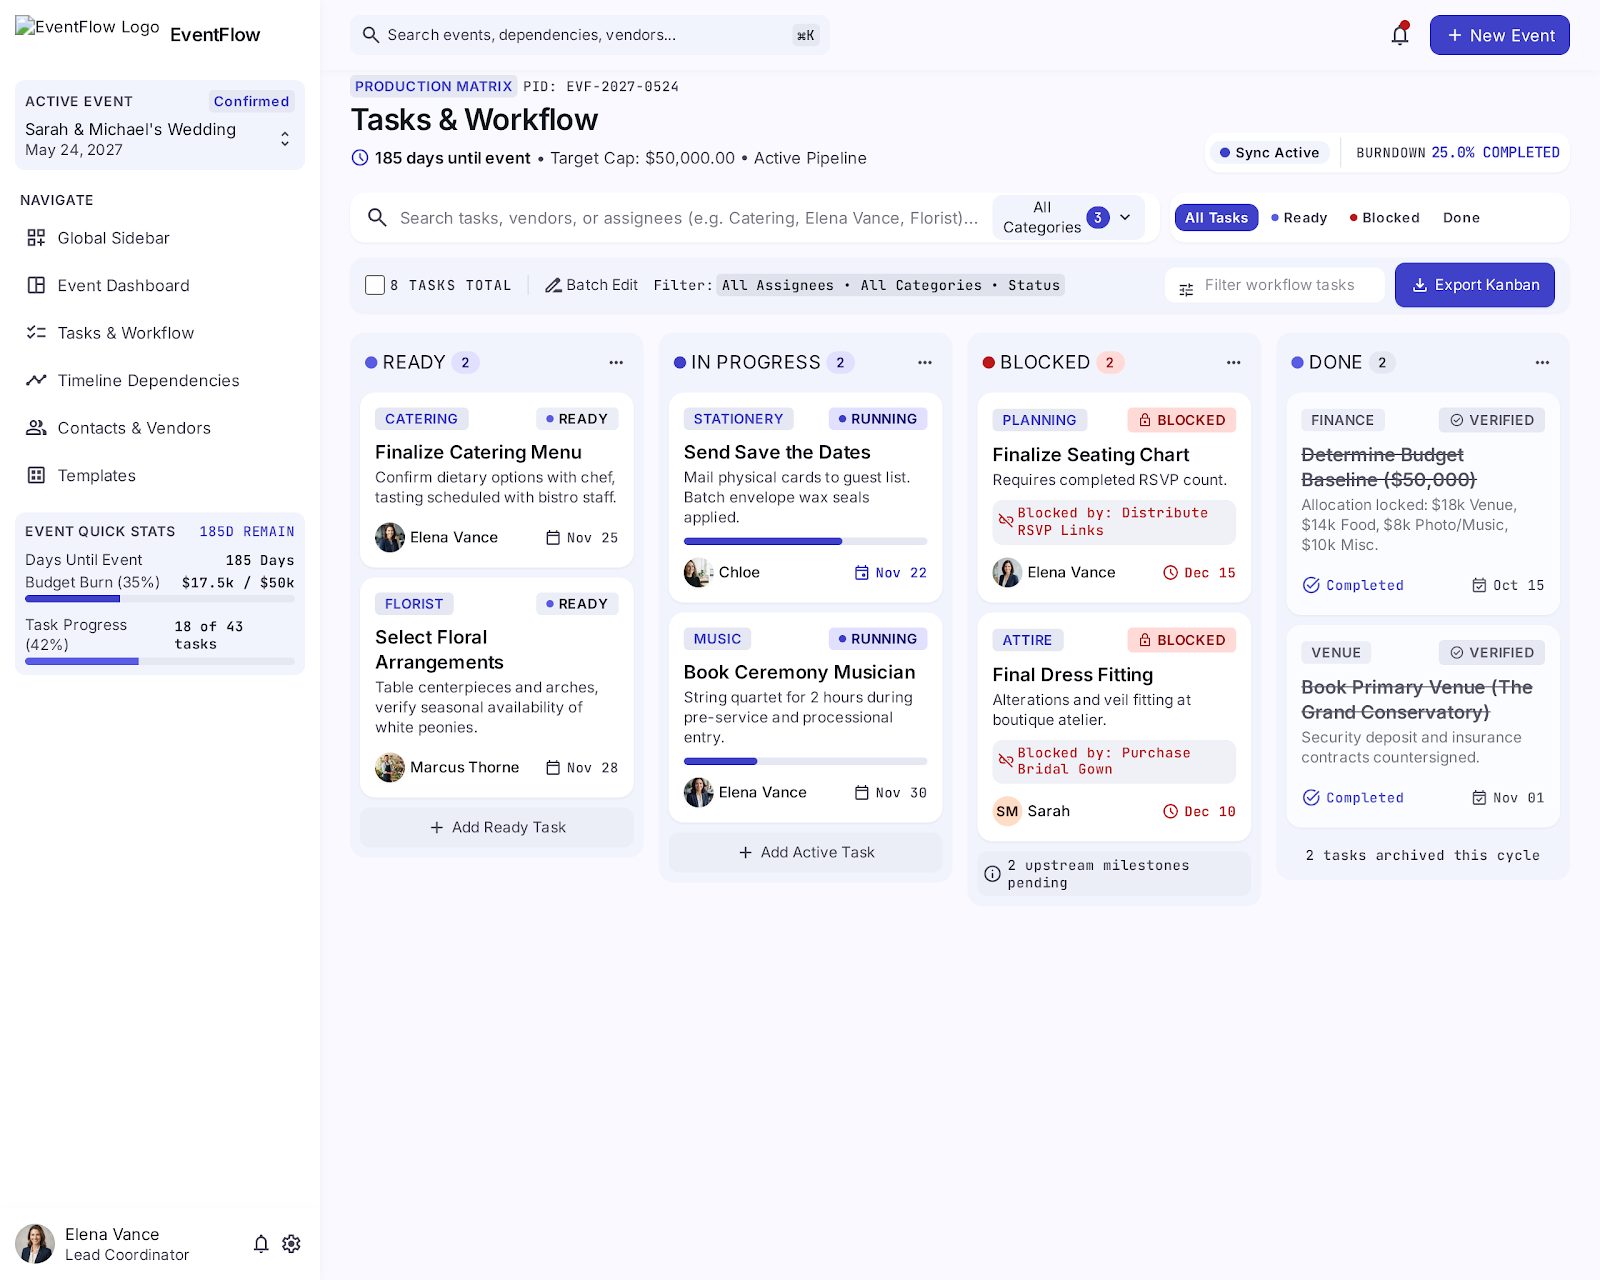 EventFlow Logo
EventFlow
ACTIVE EVENT
Confirmed
Sarah & Michael's Wedding
May 24, 2027
NAVIGATE
Global Sidebar
Event Dashboard
Tasks & Workflow
Timeline Dependencies
Contacts & Vendors
Templates
EVENT QUICK STATS
185D REMAIN
Days Until Event
185 Days
Budget Burn (35%)
$17.5k / $50k
Task Progress
(42%)
18 of 43
tasks
Elena Vance
Lead Coordinator
Search events, dependencies, vendors...
⌘K
New Event
PRODUCTION MATRIX
PID: EVF-2027-0524
Tasks & Workflow
185 days until event • Target Cap: $50,000.00 • Active Pipeline
Sync Active
BURNDOWN 25.0% COMPLETED
Search tasks, vendors, or assignees (e.g. Catering, Elena Vance, Florist)...
All
Categories
3
All Tasks
Ready
Blocked
Done
8 TASKS TOTAL
Batch Edit
Filter: All Assignees • All Categories • Status
Filter workflow tasks
Export Kanban
READY 2
CATERING
READY
Finalize Catering Menu
Confirm dietary options with chef,
tasting scheduled with bistro staff.
Elena Vance
Nov 25
FLORIST
READY
Select Floral
Arrangements
Table centerpieces and arches,
verify seasonal availability of
white peonies.
Marcus Thorne
Nov 28
Add Ready Task
IN PROGRESS 2
STATIONERY
RUNNING
Send Save the Dates
Mail physical cards to guest list.
Batch envelope wax seals
applied.
Chloe
Nov 22
MUSIC
RUNNING
Book Ceremony Musician
String quartet for 2 hours during
pre-service and processional
entry.
Elena Vance
Nov 30
Add Active Task
BLOCKED 2
PLANNING
BLOCKED
Finalize Seating Chart
Requires completed RSVP count.
Blocked by: Distribute
RSVP Links
Elena Vance
Dec 15
ATTIRE
BLOCKED
Final Dress Fitting
Alterations and veil fitting at
boutique atelier.
Blocked by: Purchase
Bridal Gown
SM
Sarah
Dec 10
2 upstream milestones
pending
DONE 2
FINANCE
VERIFIED
Determine Budget
Baseline ($50,000)
Allocation locked: $18k Venue,
$14k Food, $8k Photo/Music,
$10k Misc.
Completed
Oct 15
VENUE
VERIFIED
Book Primary Venue (The
Grand Conservatory)
Security deposit and insurance
contracts countersigned.
Completed
Nov 01
2 tasks archived this cycle